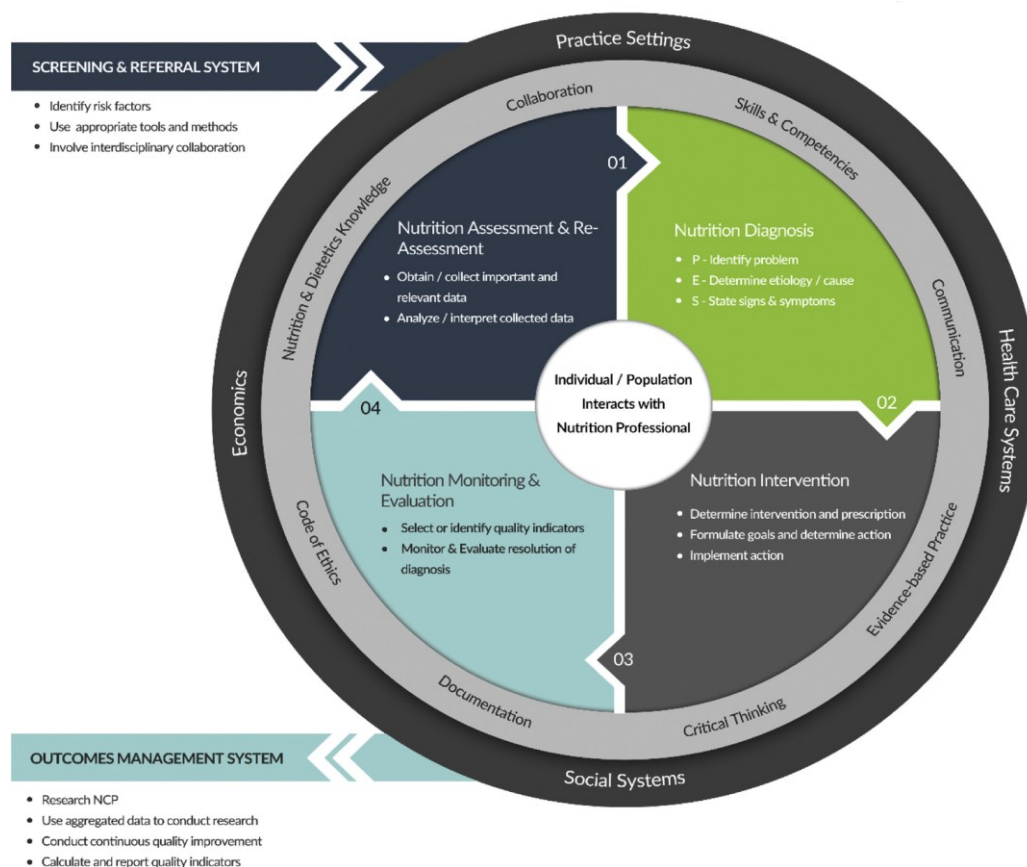 Practice Settings
SCREENING & REFERRAL SYSTEM
• Identify risk factors
• Use appropriate tools and methods
• Involve interdisciplinary collaboration
Collaboration
Skills & Competencies
Nutrition & Dietetics Knowledge
Communication
Economics
Health Care Systems
Code of Ethics
Evidence-based Practice
Documentation
Critical Thinking
Social Systems
01
Nutrition Assessment & Re-
Assessment
• Obtain / collect important and
relevant data
• Analyze / interpret collected data
Nutrition Diagnosis
• P - Identify problem
• E - Determine etiology / cause
• S - State signs & symptoms
02
Individual / Population
Interacts with
Nutrition Professional
04
Nutrition Monitoring &
Evaluation
• Select or identify quality indicators
• Monitor & Evaluate resolution of
diagnosis
Nutrition Intervention
• Determine intervention and prescription
• Formulate goals and determine action
• Implement action
03
OUTCOMES MANAGEMENT SYSTEM
• Research NCP
• Use aggregated data to conduct research
• Conduct continuous quality improvement
• Calculate and report quality indicators